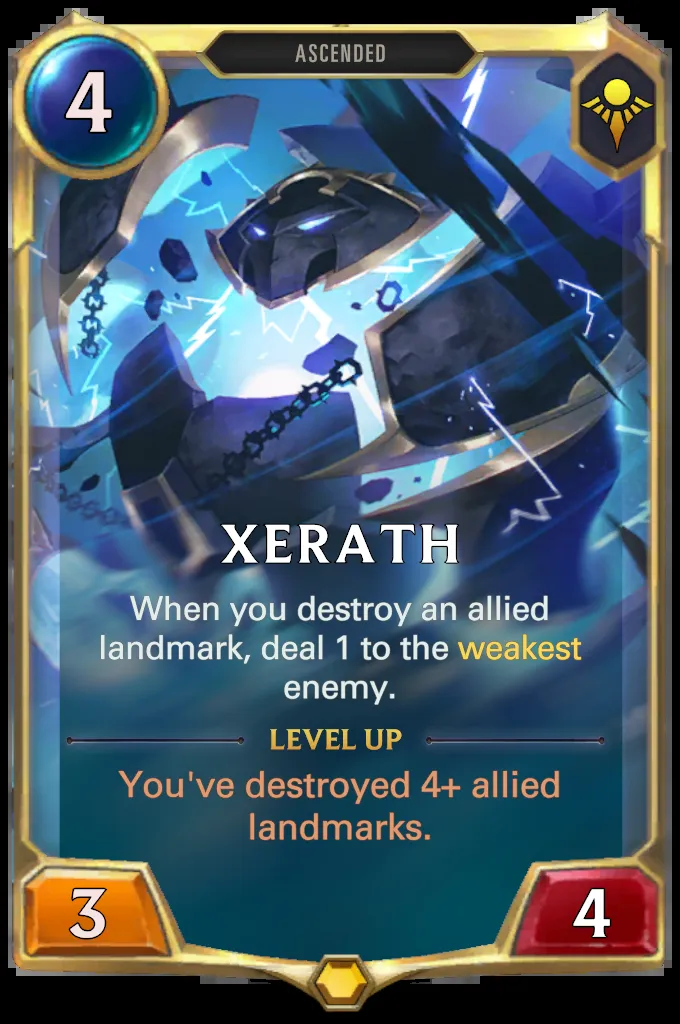 ASCENDED
4
XERATH
When you destroy an allied
landmark, deal 1 to the weakest
enemy.
LEVEL UP
You've destroyed 4+ allied
landmarks.
3
4